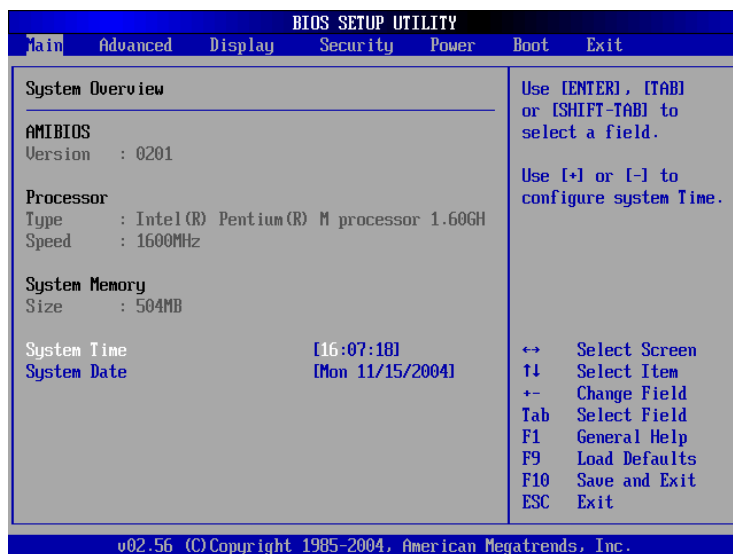 BIOS SETUP UTILITY
Main Advanced Display Security Power Boot Exit
System Overview
AMIBIOS
Version : 0201
Processor
Type : Intel(R) Pentium(R) M processor 1.60GH
Speed : 1600MHz
System Memory
Size : 504MB
System Time [16:07:18]
System Date [Mon 11/15/2004]
Use [ENTER], [TAB]
or [SHIFT-TAB] to
select a field.
Use [+] or [-] to
configure system Time.
↔ Select Screen
↑↓ Select Item
+- Change Field
Tab Select Field
F1 General Help
F9 Load Defaults
F10 Save and Exit
ESC Exit
v02.56 (C)Copyright 1985-2004, American Megatrends, Inc.